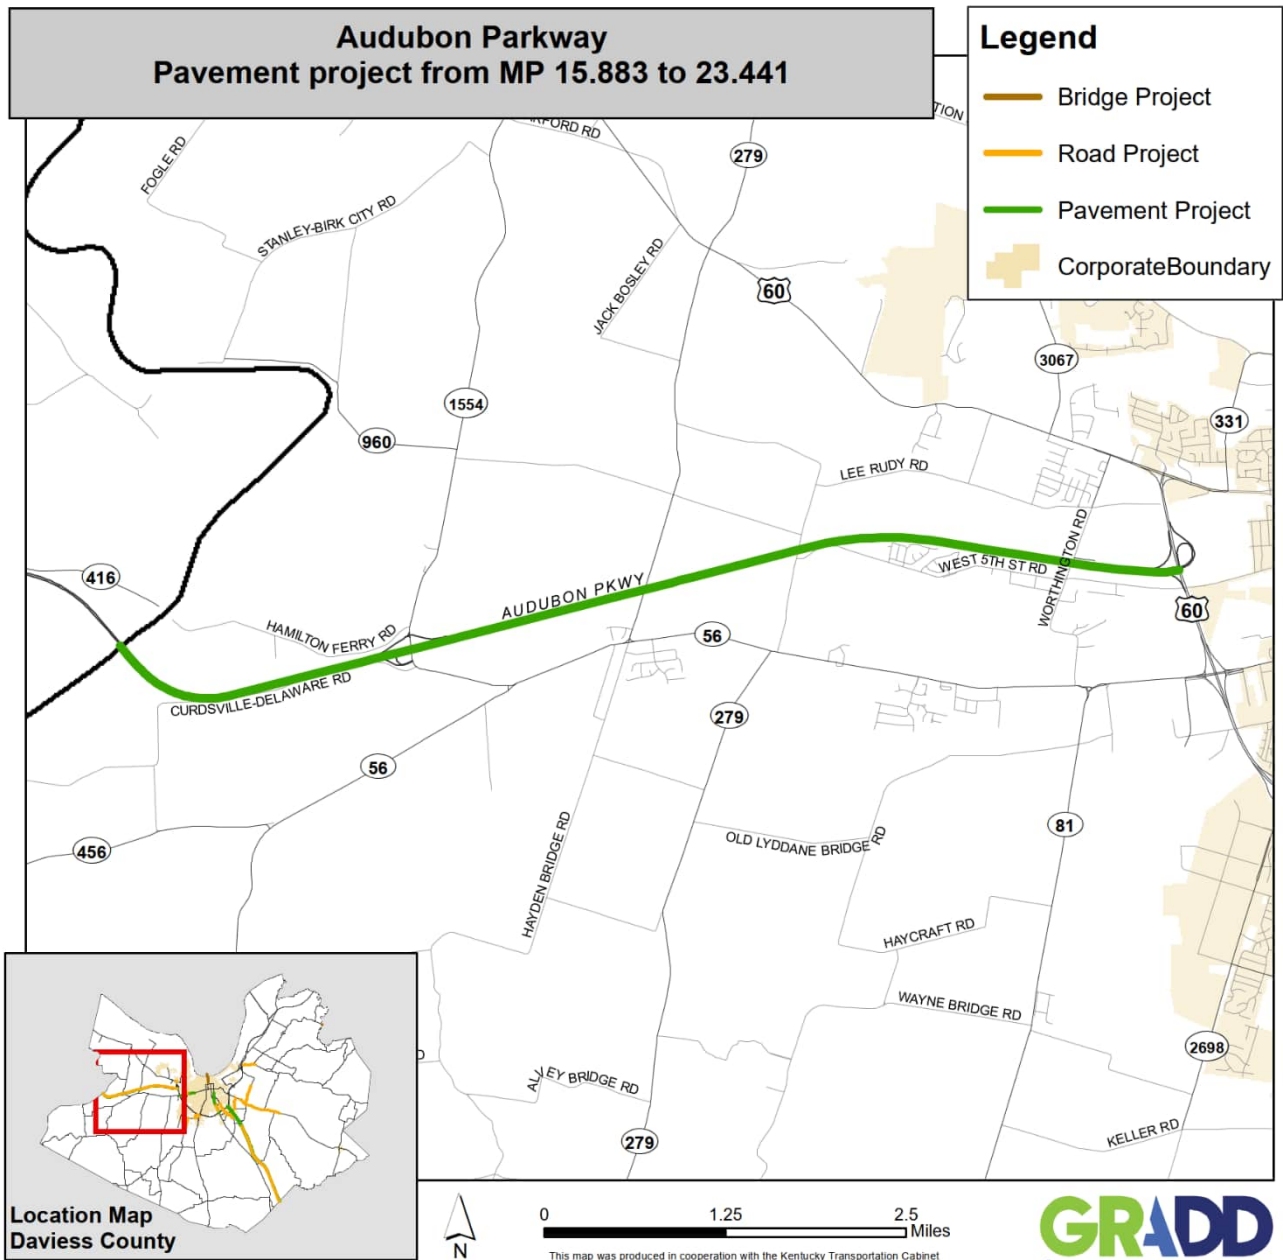 Audubon Parkway
Pavement project from MP 15.883 to 23.441
Legend
Bridge Project
Road Project
Pavement Project
CorporateBoundary
FOGLE RD
STANLEY-BIRK CITY RD
279
JACK BOSLEY RD
60
3067
1554
960
331
LEE RUDY RD
WORTHINGTON RD
WEST 5TH ST RD
416
AUDUBON PKWY
HAMILTON FERRY RD
CURDSVILLE-DELAWARE RD
56
60
279
56
81
456
HAYDEN BRIDGE RD
OLD LYDDANE BRIDGE RD
HAYCRAFT RD
WAYNE BRIDGE RD
2698
ALLEY BRIDGE RD
279
KELLER RD
Location Map
Daviess County
N
0 1.25 2.5
Miles
This map was produced in cooperation with the Kentucky Transportation Cabinet
GRADD